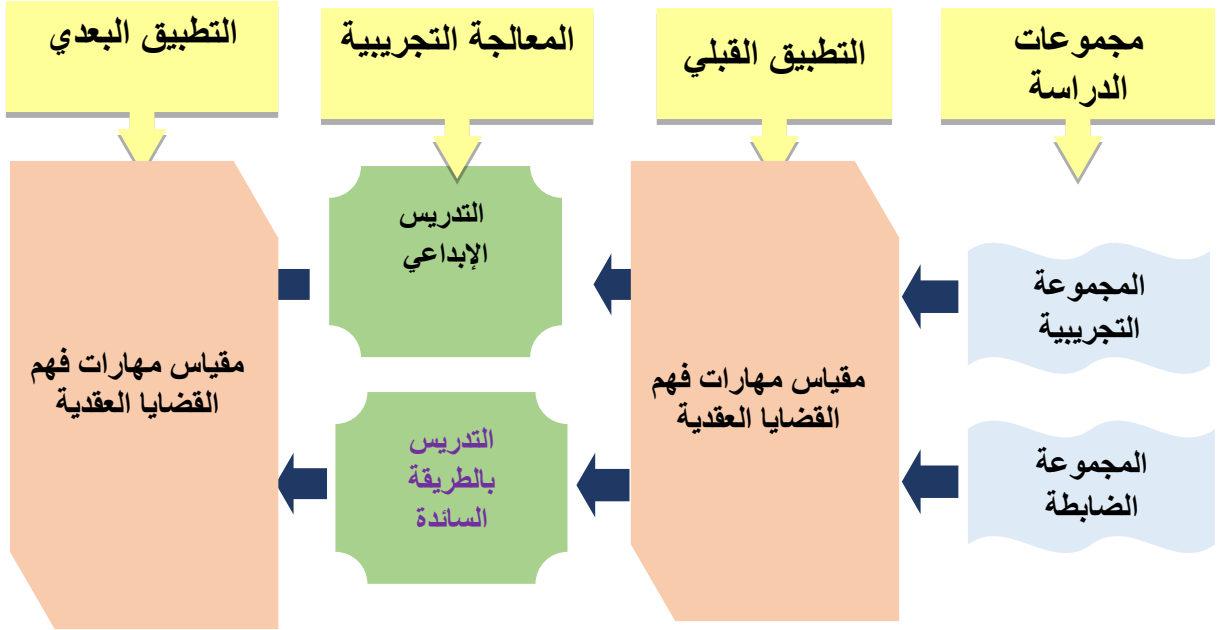 مجموعات
الدراسة
التطبيق القبلي
المعالجة التجريبية
التطبيق البعدي
المجموعة
التجريبية
المجموعة
الضابطة
مقياس مهارات فهم
القضايا العقدية
التدريس
الإبداعي
التدريس
بالطريقة
السائدة
مقياس مهارات فهم
القضايا العقدية